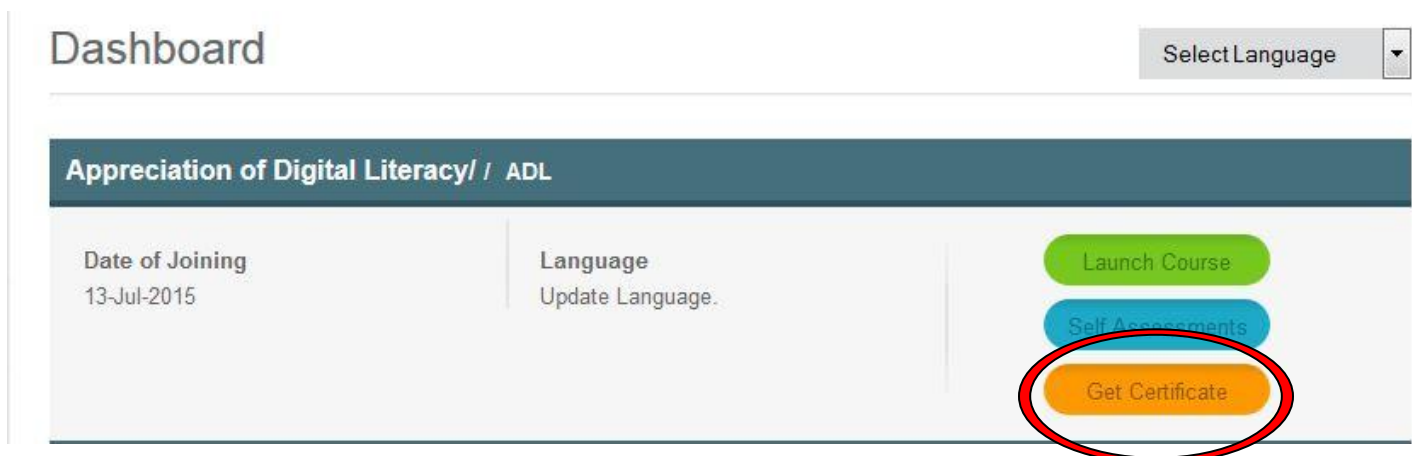 Dashboard
Select Language
Appreciation of Digital Literacy/ / ADL
Date of Joining
13-Jul-2015
Language
Update Language.
Launch Course
Self Assessments
Get Certificate